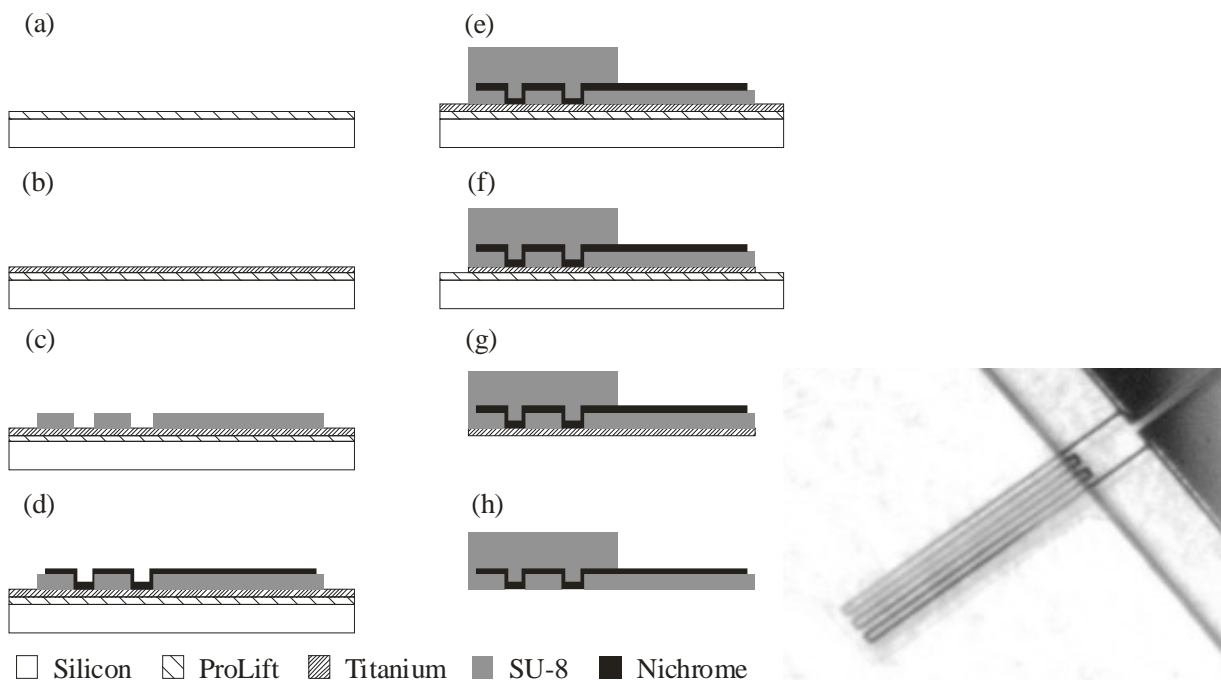 (a)
(e)
(b)
(f)
(c)
(g)
(d)
(h)
Silicon ProLift Titanium SU-8 Nichrome